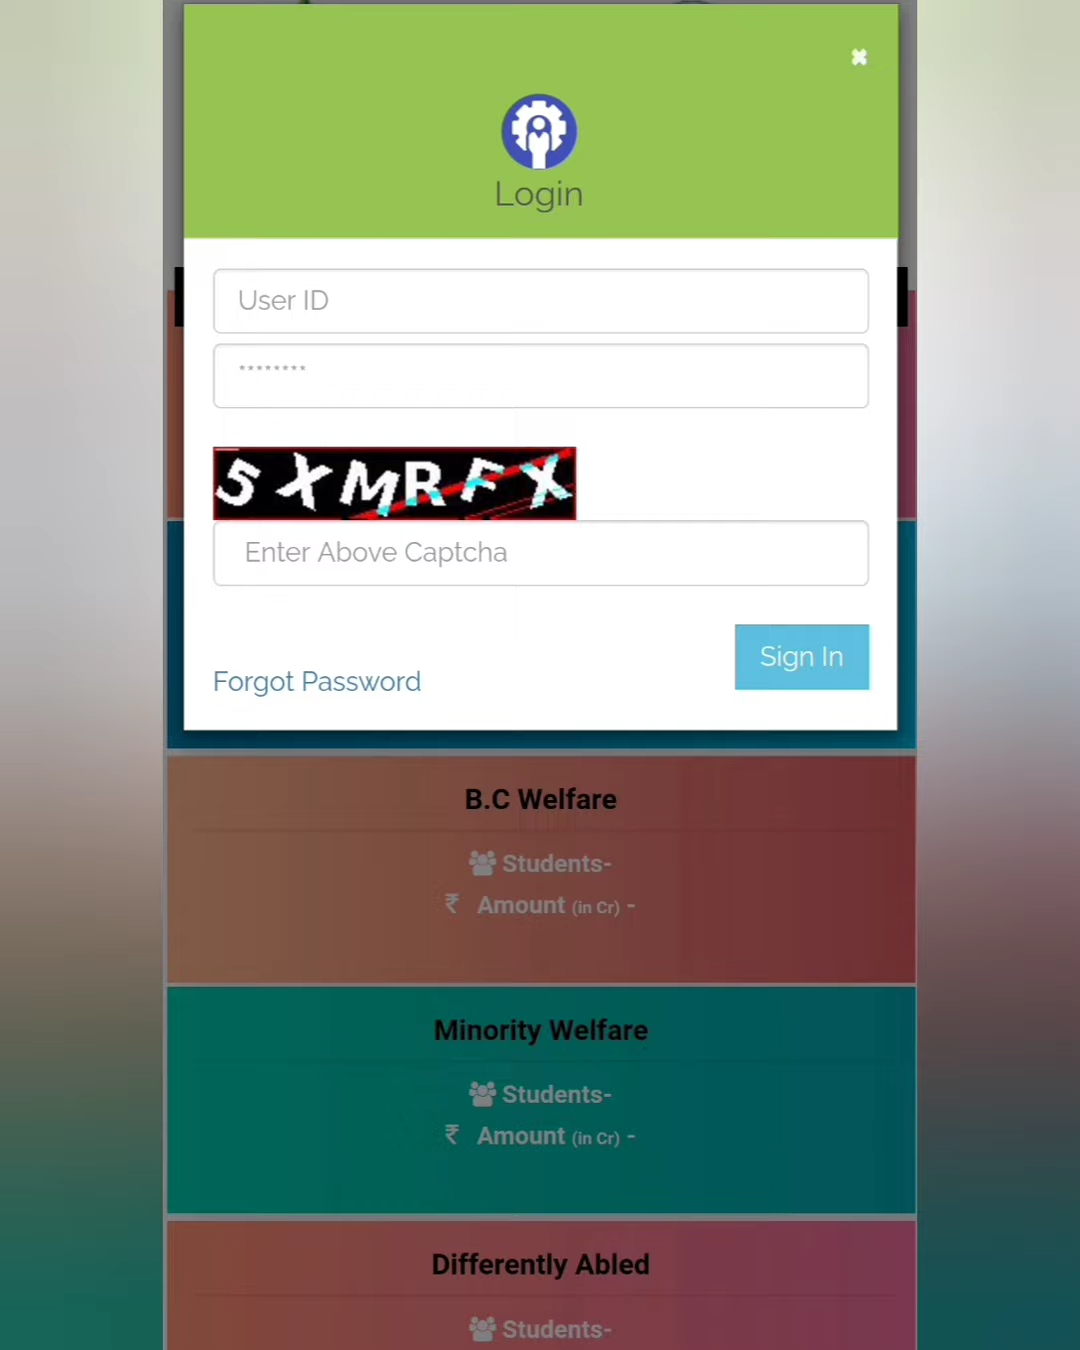 Login
User ID
********
5XMRFX
Enter Above Captcha
Sign In
Forgot Password
B.C Welfare
Students-
₹ Amount (in Cr) -
Minority Welfare
Students-
₹ Amount (in Cr) -
Differently Abled
Students-